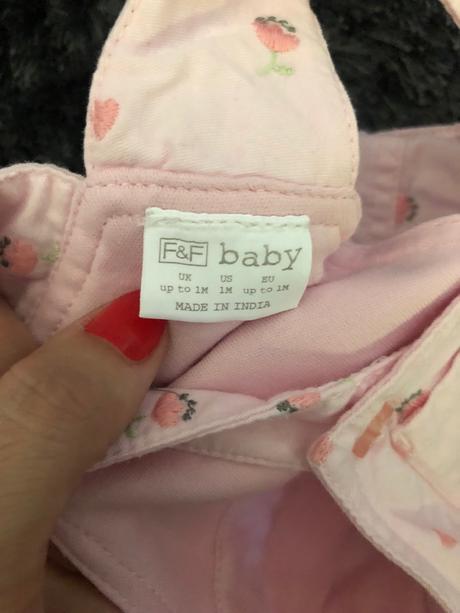 F&F baby
UK US EU
up to 1M 1M up to 1M
MADE IN INDIA